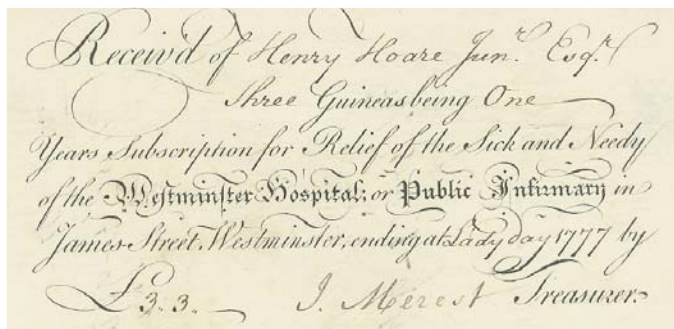 Receiv'd of Henry Hoare Junr. Esqr.
Three Guineas being One
Years Subscription for Relief of the Sick and Needy
of the Westminster Hospital; or Public Infirmary in
James Street, Westminster, ending at Lady day 1777 by
£3.3. J. Merest Treasurer.